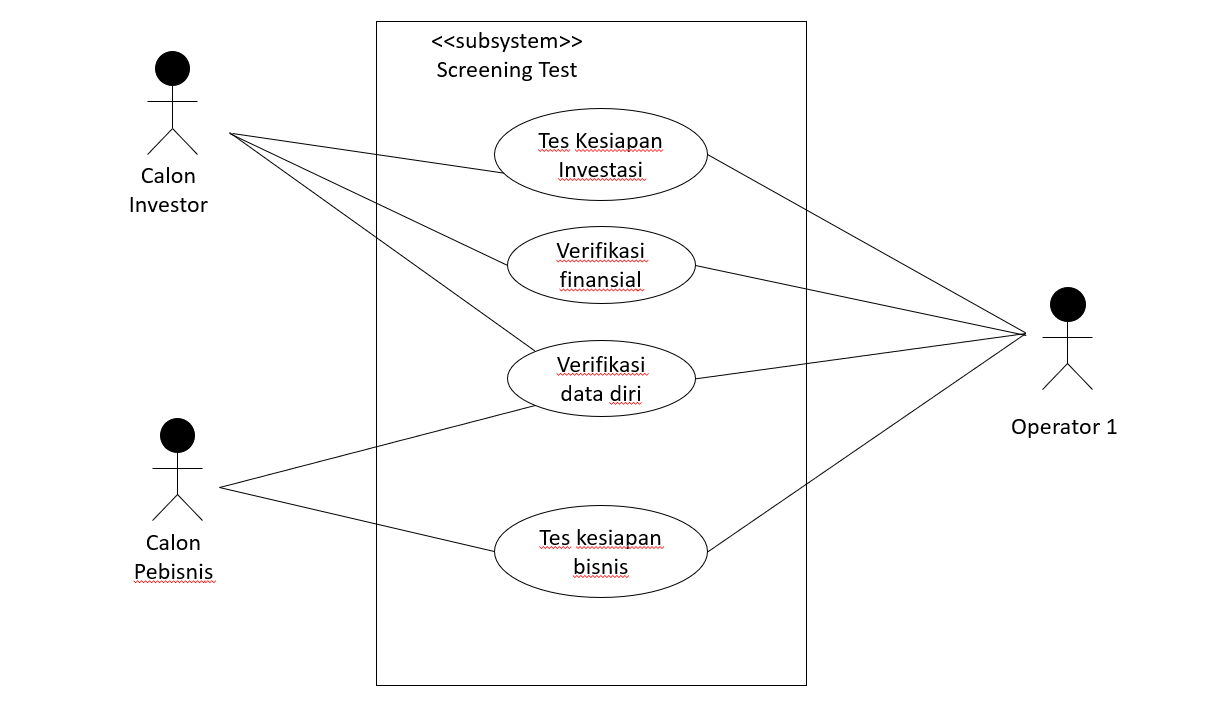 <<subsystem>>
Screening Test
Calon
Investor
Tes Kesiapan
Investasi
Verifikasi
finansial
Verifikasi
data diri
Operator 1
Calon
Pebisnis
Tes kesiapan
bisnis